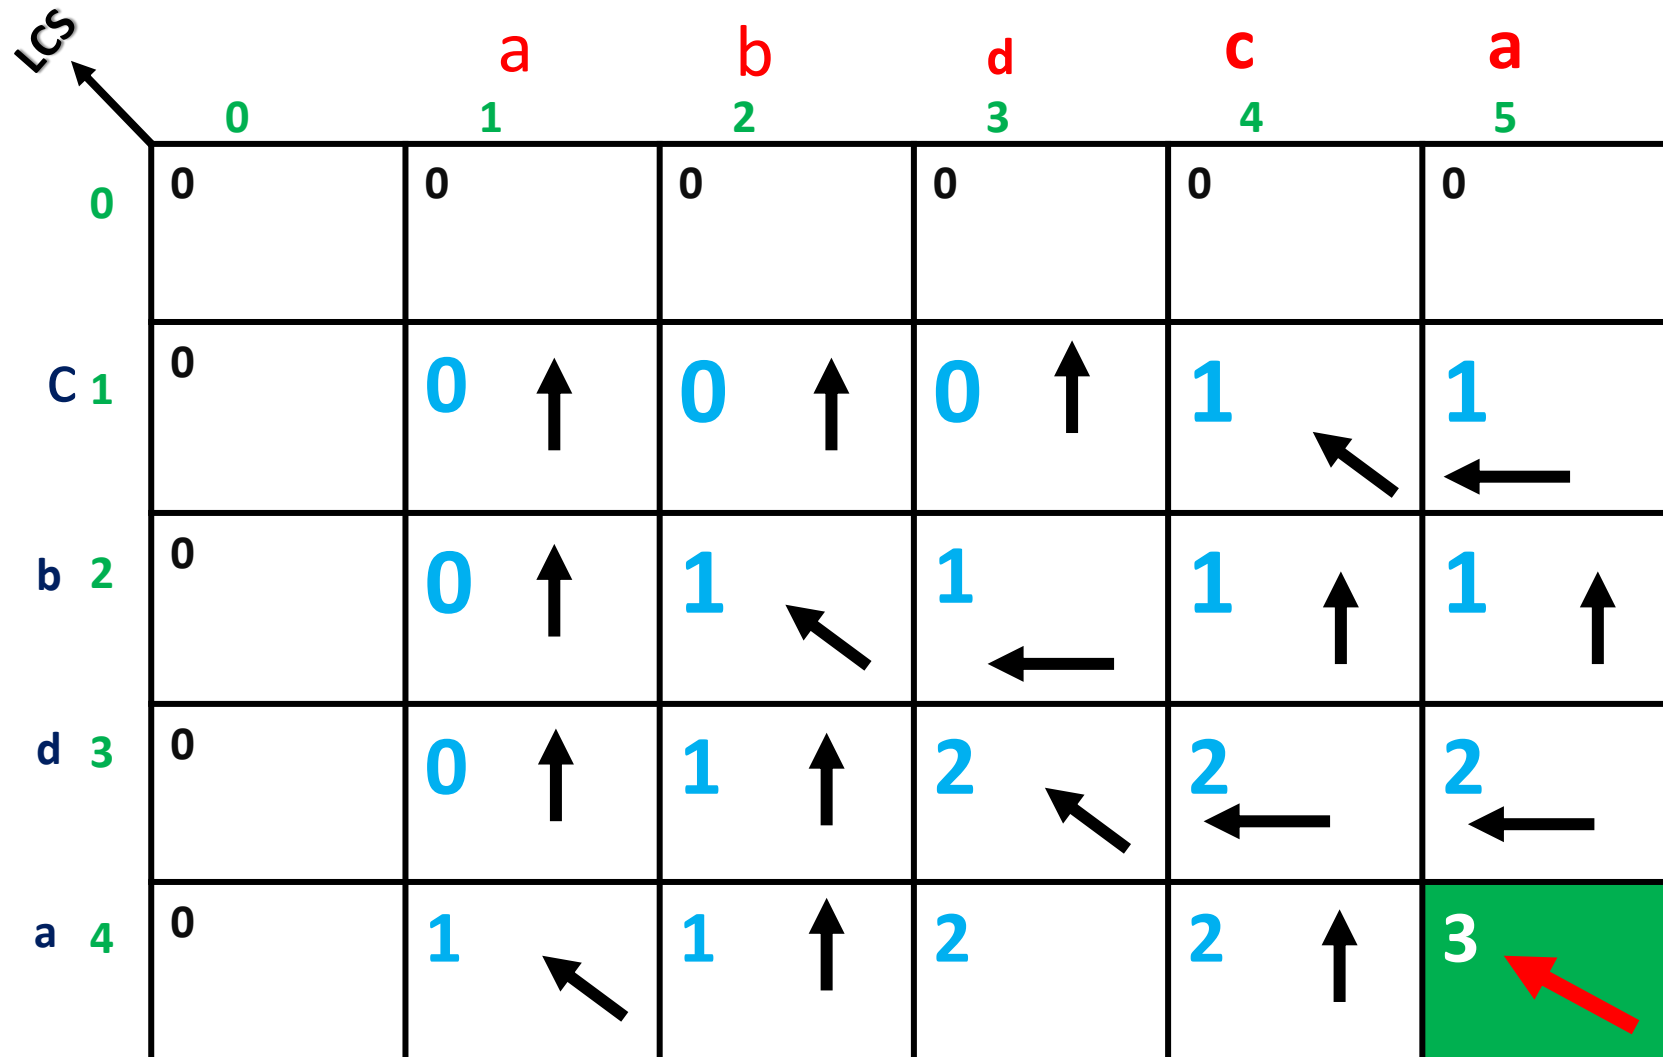 LCS
a b d c a
0 1 2 3 4 5
0 0 0 0 0 0 0
C 1 0 0 0 0 1 1
b 2 0 0 1 1 1 1
d 3 0 0 1 2 2 2
a 4 0 1 1 2 2 3